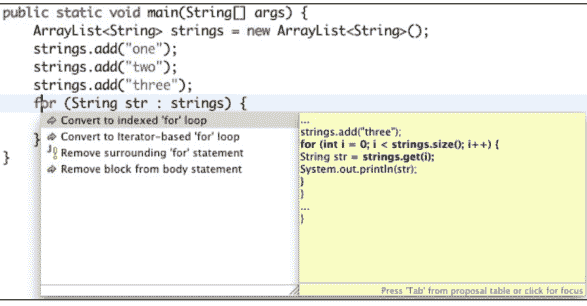 public static void main(String[] args) {
ArrayList<String> strings = new ArrayList<String>();
strings.add("one");
strings.add("two");
strings.add("three");
for (String str : strings) {
Convert to indexed 'for' loop
Convert to Iterator-based 'for' loop
Remove surrounding 'for' statement
Remove block from body statement
}
}
...
strings.add("three");
for (int i = 0; i < strings.size(); i++) {
String str = strings.get(i);
System.out.println(str);
}
}
...
}
Press 'Tab' from proposal table or click for focus